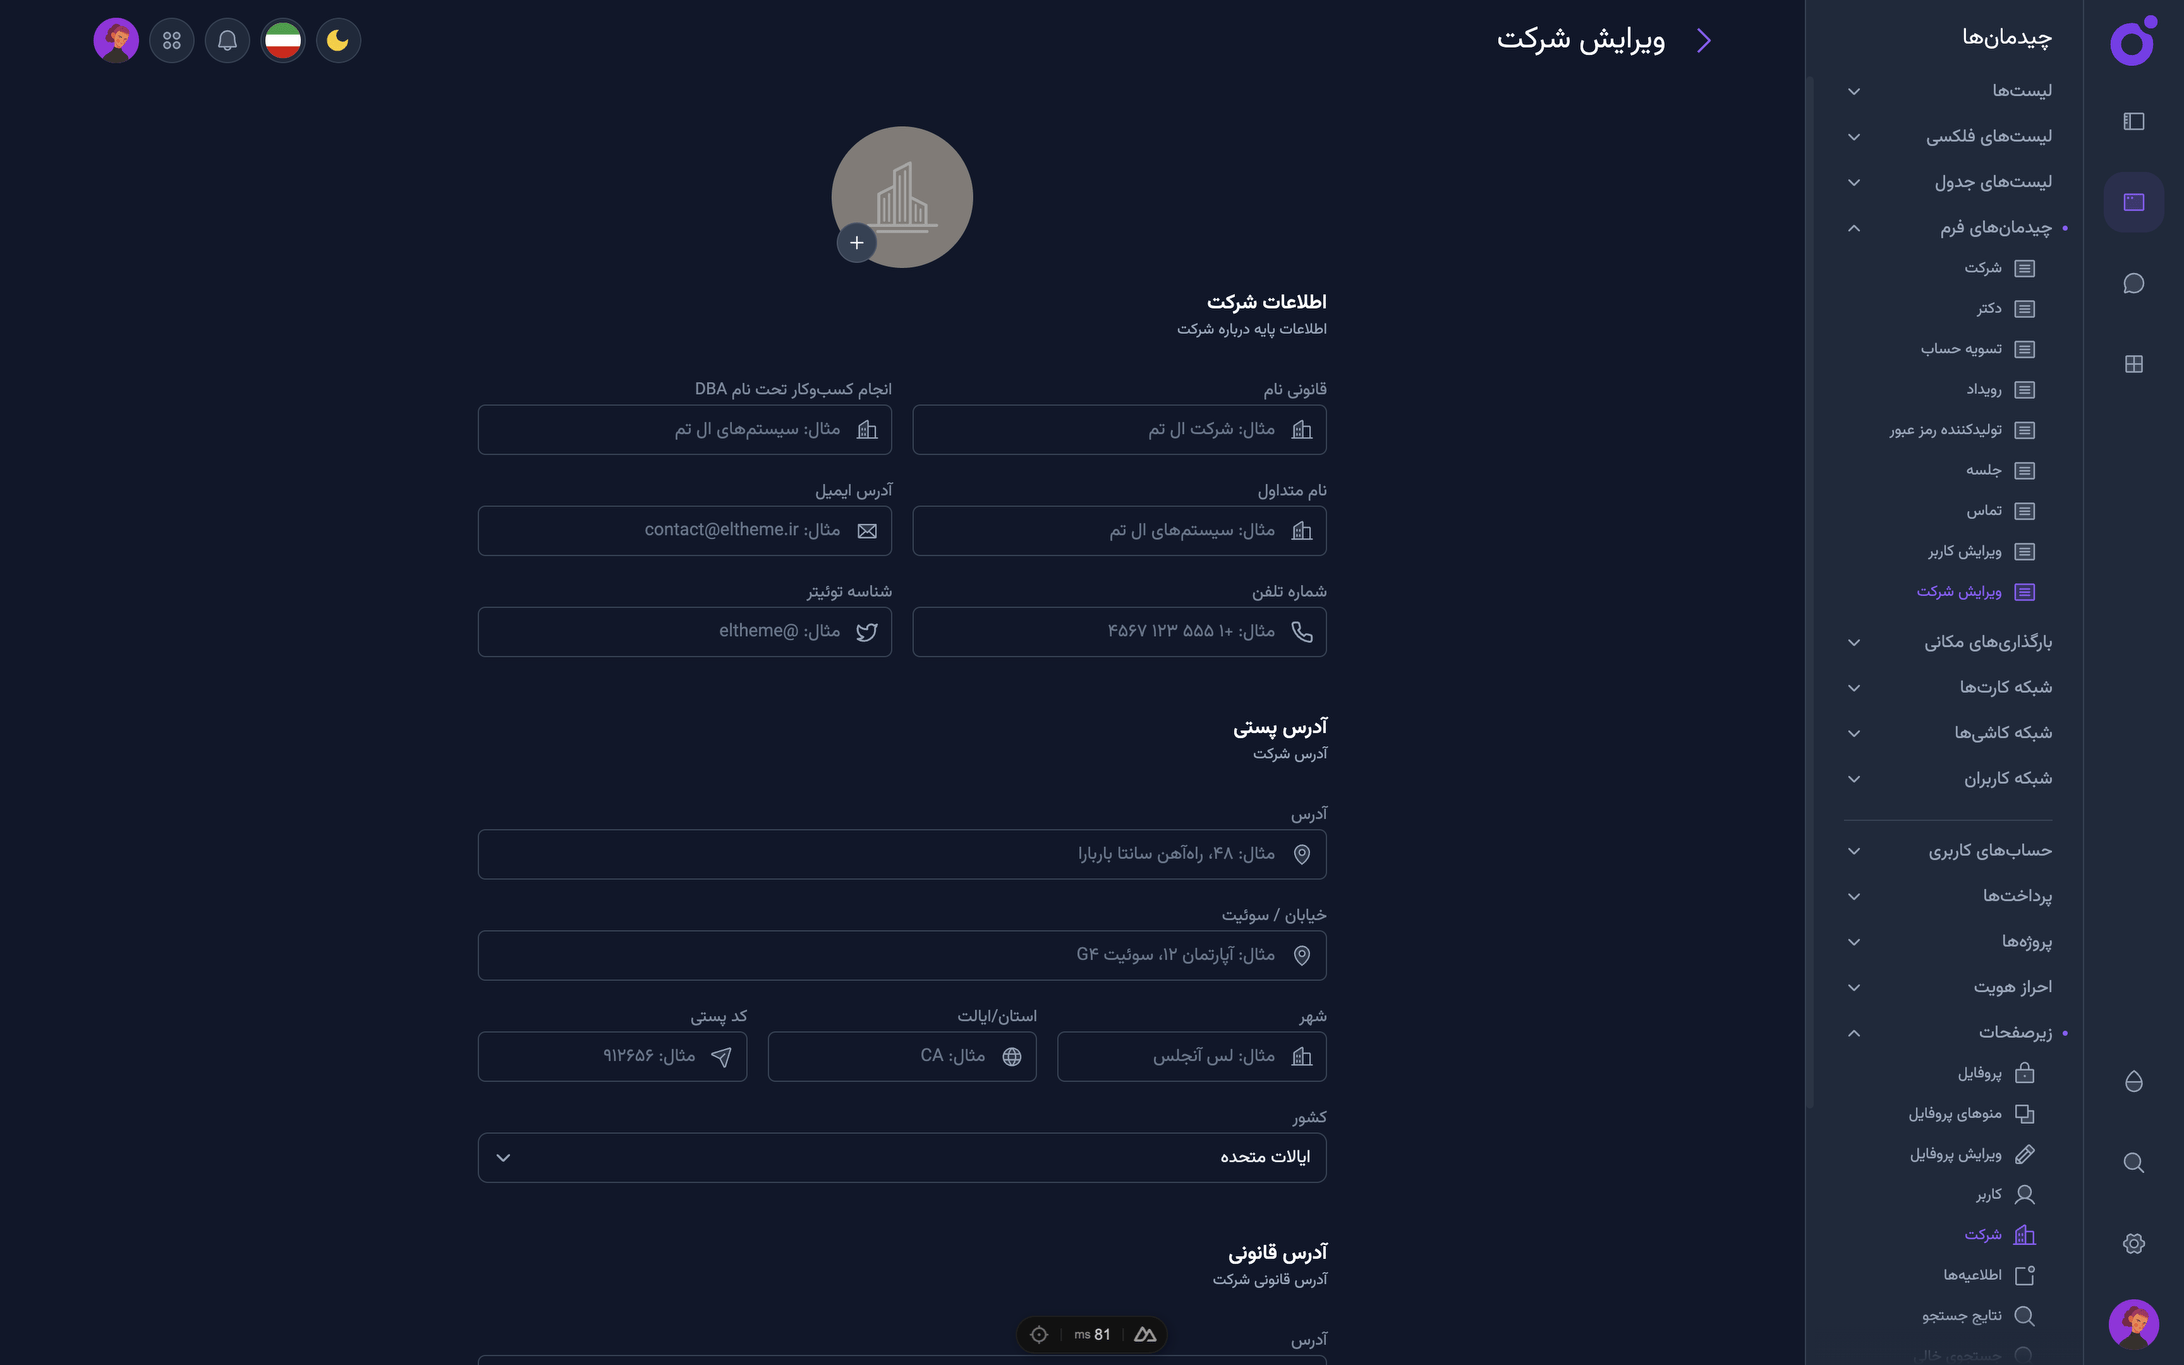 چیدمان‌ها
لیست‌ها
لیست‌های فلکسی
لیست‌های جدول
چیدمان‌های فرم
شرکت
دکتر
تسویه حساب
رویداد
تولیدکننده رمز عبور
جلسه
تماس
ویرایش کاربر
ویرایش شرکت
بارگذاری‌های مکانی
شبکه کارت‌ها
شبکه کاشی‌ها
شبکه کاربران
حساب‌های کاربری
پرداخت‌ها
پروژه‌ها
احراز هویت
زیرصفحات
پروفایل
منوهای پروفایل
ویرایش پروفایل
کاربر
شرکت
اطلاعیه‌ها
نتایج جستجو
جستجوی خالی
ویرایش شرکت
اطلاعات شرکت
اطلاعات پایه درباره شرکت
قانونی نام
مثال: شرکت ال تم
انجام کسب‌وکار تحت نام DBA
مثال: سیستم‌های ال تم
نام متداول
مثال: سیستم‌های ال تم
آدرس ایمیل
مثال: contact@eltheme.ir
شماره تلفن
مثال: +۱ ۵۵۵ ۱۲۳ ۴۵۶۷
شناسه توئیتر
مثال: @eltheme
آدرس پستی
آدرس شرکت
آدرس
مثال: ۴۸، راه‌آهن سانتا باربارا
خیابان / سوئیت
مثال: آپارتمان ۱۲، سوئیت G۴
شهر
مثال: لس آنجلس
استان/ایالت
مثال: CA
کد پستی
مثال: ۹۱۲۶۵۶
کشور
ایالات متحده
آدرس قانونی
آدرس قانونی شرکت
آدرس
81 ms